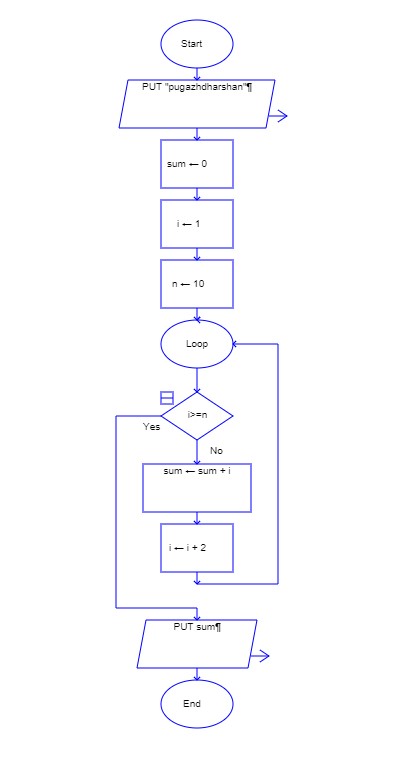 Start
PUT "pugazhdharshan"¶
sum ← 0
i ← 1
n ← 10
Loop
i>=n
Yes
No
sum ← sum + i
i ← i + 2
PUT sum¶
End